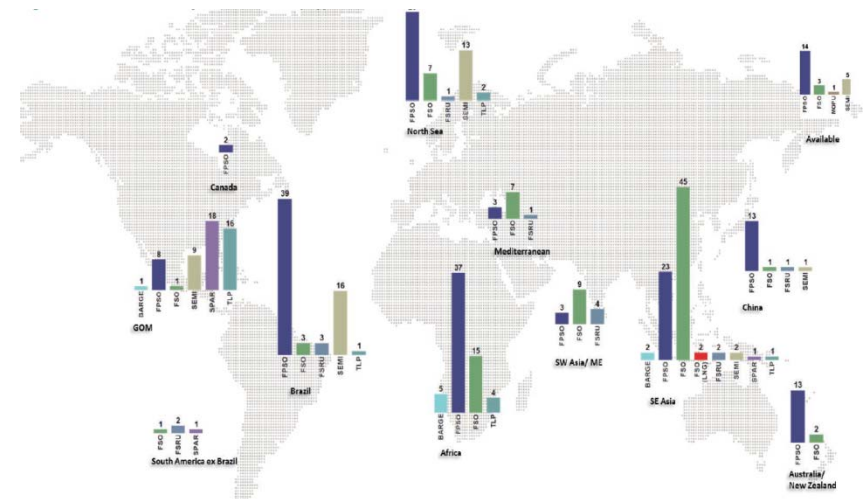 7
1
13
2
FPSO
FSO
FSRU
SEMI
TLP
North Sea
14
3
1
5
FPSO
FSO
MOPU
SEMI
Available
2
FPSO
Canada
1
8
1
9
18
16
BARGE
FPSO
FSO
SEMI
SPAR
TLP
GOM
39
3
3
16
1
FPSO
FSO
FSRU
SEMI
TLP
Brazil
3
7
1
FPSO
FSO
FSRU
Mediterranean
5
37
15
4
BARGE
FPSO
FSO
TLP
Africa
3
9
4
FPSO
FSO
FSRU
SW Asia/ ME
2
23
45
2
2
2
1
1
BARGE
FPSO
FSO
FSO
(LNG)
FSRU
SEMI
SPAR
TLP
SE Asia
13
1
1
1
FPSO
FSO
FSRU
SEMI
China
1
2
1
FSO
FSRU
SPAR
South America ex Brazil
13
2
FPSO
FSO
Australia/
New Zealand